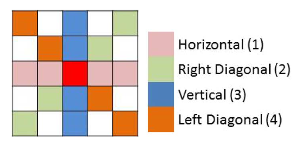 Horizontal (1)
Right Diagonal (2)
Vertical (3)
Left Diagonal (4)